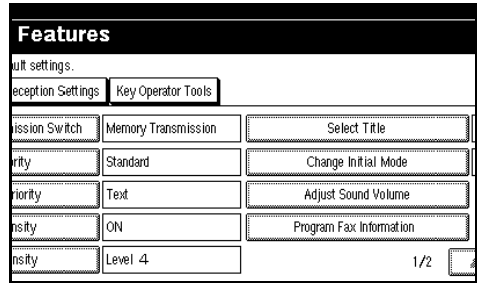 Features
ult settings.
eception Settings Key Operator Tools
ission Switch Memory Transmission Select Title
rity Standard Change Initial Mode
riority Text Adjust Sound Volume
nsity ON Program Fax Information
nsity Level 4 1/2